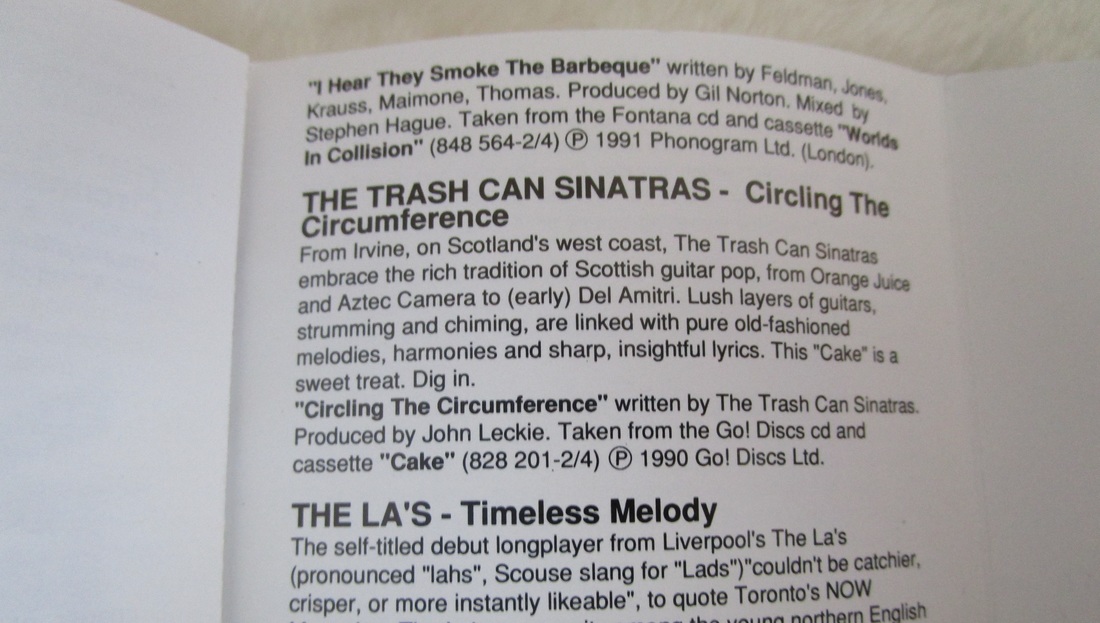 "I Hear They Smoke The Barbeque" written by Feldman, Jones,
Krauss, Maimone, Thomas. Produced by Gil Norton. Mixed by
Stephen Hague. Taken from the Fontana cd and cassette "Worlds
In Collision" (848 564-2/4) Ⓟ 1991 Phonogram Ltd. (London).
THE TRASH CAN SINATRAS - Circling The
Circumference
From Irvine, on Scotland's west coast, The Trash Can Sinatras
embrace the rich tradition of Scottish guitar pop, from Orange Juice
and Aztec Camera to (early) Del Amitri. Lush layers of guitars,
strumming and chiming, are linked with pure old-fashioned
melodies, harmonies and sharp, insightful lyrics. This "Cake" is a
sweet treat. Dig in.
"Circling The Circumference" written by The Trash Can Sinatras.
Produced by John Leckie. Taken from the Go! Discs cd and
cassette "Cake" (828 201-2/4) Ⓟ 1990 Go! Discs Ltd.
THE LA'S - Timeless Melody
The self-titled debut longplayer from Liverpool's The La's
(pronounced "lahs", Scouse slang for "Lads")"couldn't be catchier,
crisper, or more instantly likeable", to quote Toronto's NOW
young northern English